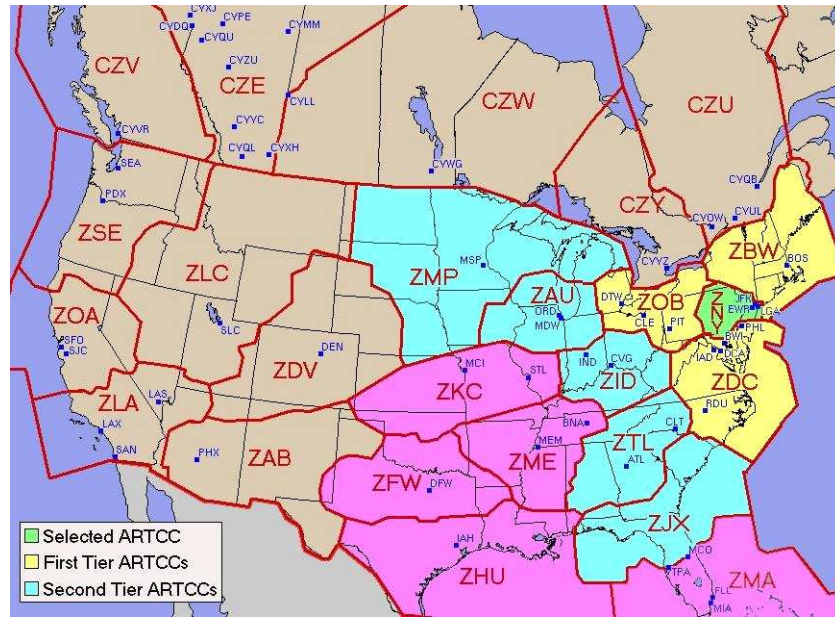 CYXJ
CYPE
CYMM
CYDQ
CYQU
CZV
CYZU
CZE
CZW
CZU
CYLL
CYVR
CYYC
CYQL
CYXH
CYWG
SEA
CYQB
PDX
CZY
CYOW
CYUL
ZSE
ZBW
ZLC
ZMP
MSP
CYYZ
BOS
ZOA
ZAU
DTW
ZOB
ZNY
JFK
EWR
LGA
ORD
MDW
CLE
PIT
PHL
SLC
SFO
SJC
DEN
BWI
IAD
DCA
IND
CVG
ZDV
MCI
STL
ZID
ZDC
ZKC
ZLA
LAS
RDU
LAX
BNA
CLT
ZTL
SAN
PHX
ZAB
MEM
ZME
ATL
ZFW
DFW
ZJX
Selected ARTCC
First Tier ARTCCs
Second Tier ARTCCs
IAH
ZHU
MCO
TPA
ZMA
FLL
MIA